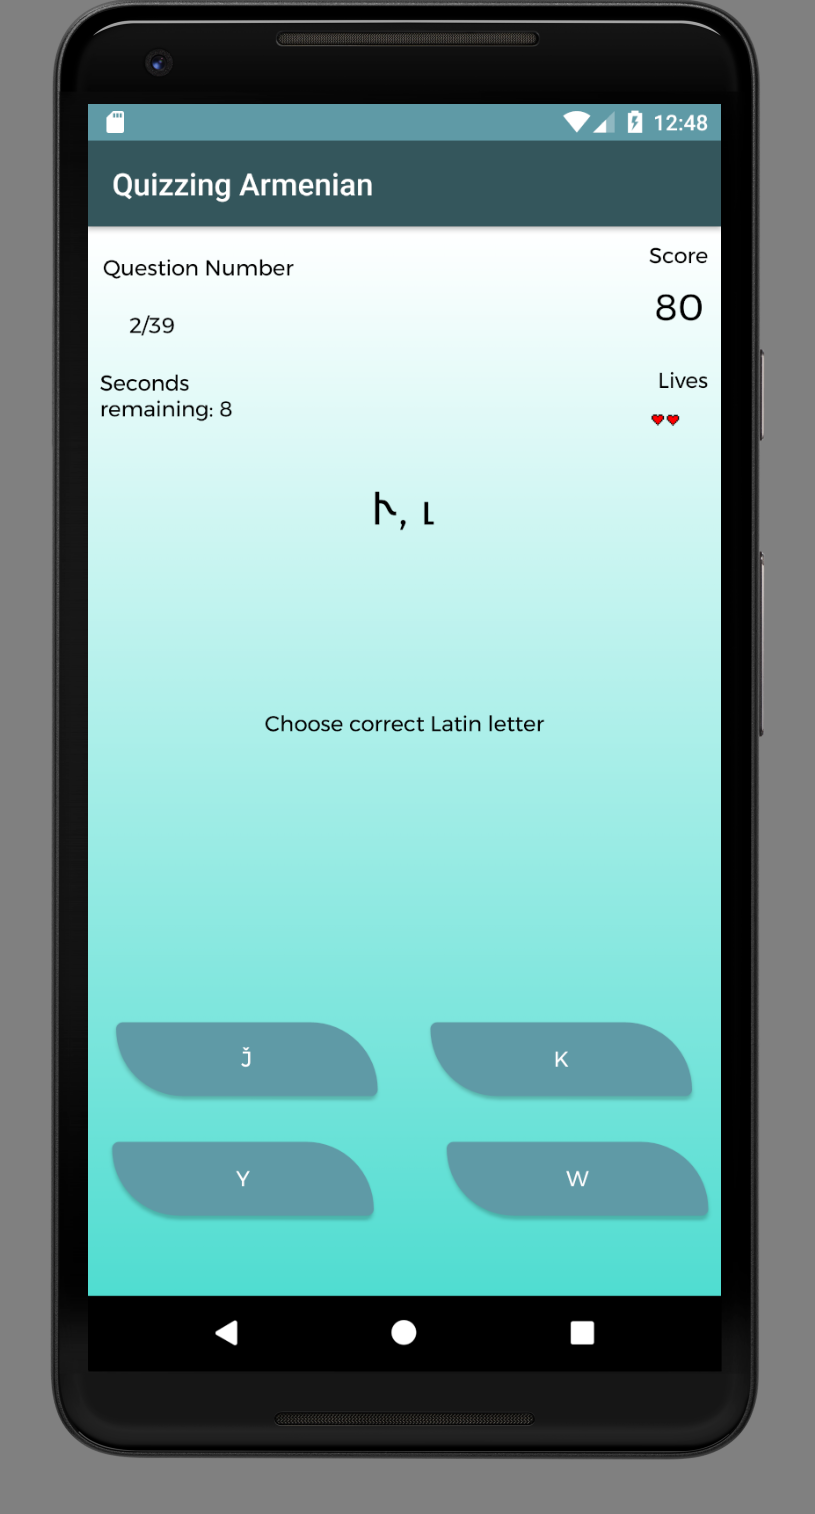 12:48
Quizzing Armenian
Question Number
2/39
Score
80
Seconds
remaining: 8
Lives
Ւ, ւ
Choose correct Latin letter
J̌
K
Y
W